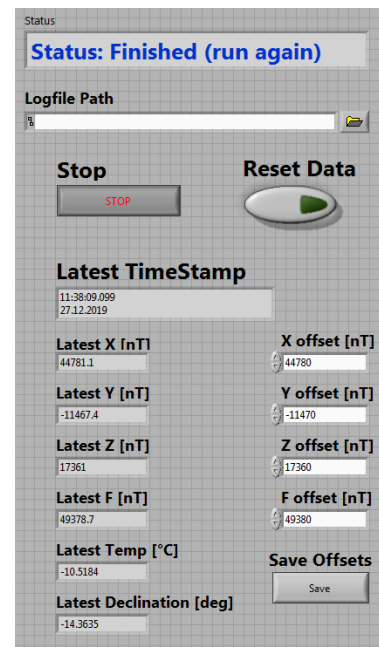 Status
Status: Finished (run again)
Logfile Path
Stop
Reset Data
STOP
Latest TimeStamp
11:38:09.099
27.12.2019
Latest X [nT]
X offset [nT]
44781.1
44780
Latest Y [nT]
Y offset [nT]
-11467.4
-11470
Latest Z [nT]
Z offset [nT]
17361
17360
Latest F [nT]
F offset [nT]
49378.7
49380
Latest Temp [°C]
Save Offsets
-10.5184
Save
Latest Declination [deg]
-14.3635